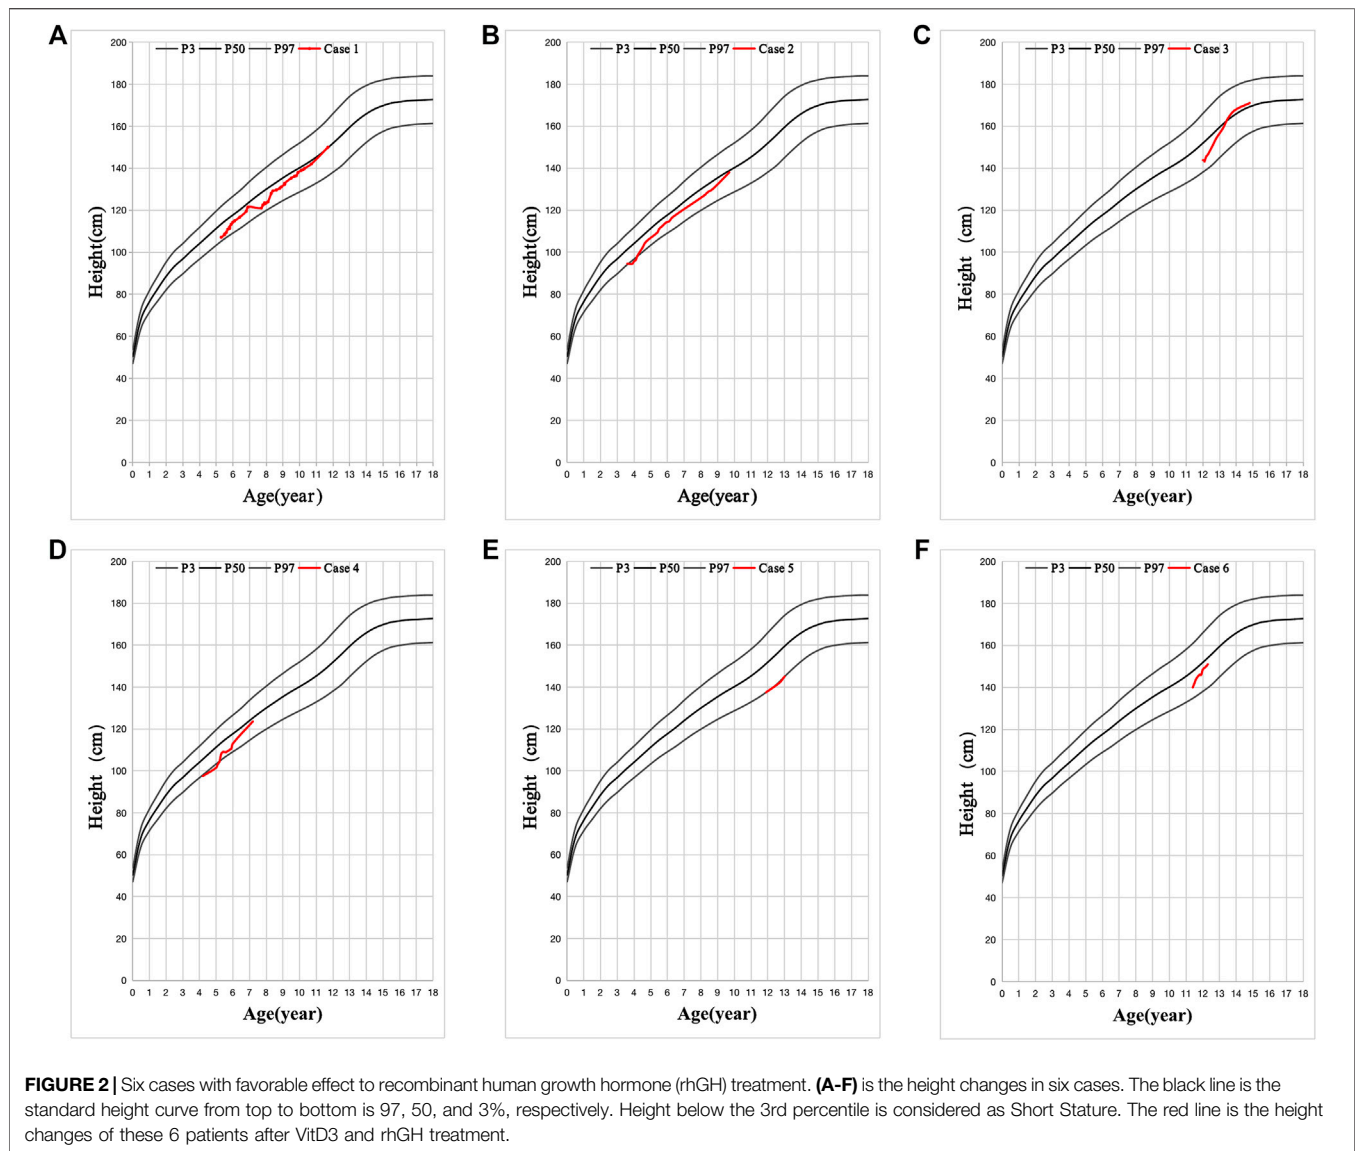 A
P3 P50 P97 Case 1
200
180
160
140
120
100
80
60
40
20
0
0 1 2 3 4 5 6 7 8 9 10 11 12 13 14 15 16 17 18
Height(cm)
Age(year)
B
P3 P50 P97 Case 2
200
180
160
140
120
100
80
60
40
20
0
0 1 2 3 4 5 6 7 8 9 10 11 12 13 14 15 16 17 18
Height(cm)
Age(year)
C
P3 P50 P97 Case 3
200
180
160
140
120
100
80
60
40
20
0
0 1 2 3 4 5 6 7 8 9 10 11 12 13 14 15 16 17 18
Height (cm)
Age(year)
D
P3 P50 P97 Case 4
200
180
160
140
120
100
80
60
40
20
0
0 1 2 3 4 5 6 7 8 9 10 11 12 13 14 15 16 17 18
Height (cm)
Age(year)
E
P3 P50 P97 Case 5
200
180
160
140
120
100
80
60
40
20
0
0 1 2 3 4 5 6 7 8 9 10 11 12 13 14 15 16 17 18
Height (cm)
Age(year)
F
P3 P50 P97 Case 6
200
180
160
140
120
100
80
60
40
20
0
0 1 2 3 4 5 6 7 8 9 10 11 12 13 14 15 16 17 18
Height (cm)
Age(year)
FIGURE 2 | Six cases with favorable effect to recombinant human growth hormone (rhGH) treatment. (A-F) is the height changes in six cases. The black line is the
standard height curve from top to bottom is 97, 50, and 3%, respectively. Height below the 3rd percentile is considered as Short Stature. The red line is the height
changes of these 6 patients after VitD3 and rhGH treatment.